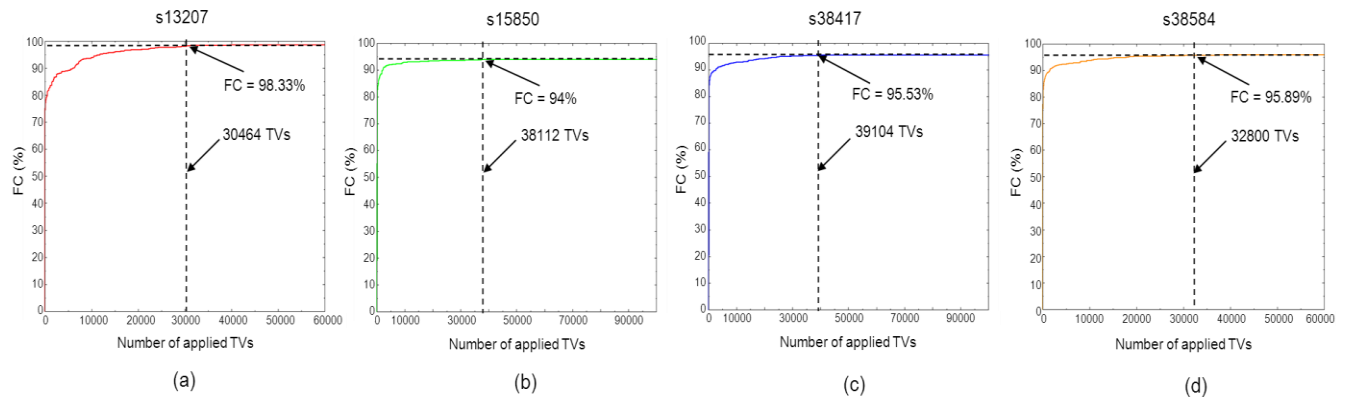 s13207
100
90
80
70
60
50
40
30
20
10
0
FC (%)
FC = 98.33%
30464 TVs
0 10000 20000 30000 40000 50000 60000
Number of applied TVs
(a)
s15850
100
90
80
70
60
50
40
30
20
10
0
FC (%)
FC = 94%
38112 TVs
0 10000 30000 50000 70000 90000
Number of applied TVs
(b)
s38417
100
90
80
70
60
50
40
30
20
10
0
FC (%)
FC = 95.53%
39104 TVs
0 10000 30000 50000 70000 90000
Number of applied TVs
(c)
s38584
100
90
80
70
60
50
40
30
20
10
0
FC (%)
FC = 95.89%
32800 TVs
0 10000 20000 30000 40000 50000 60000
Number of applied TVs
(d)